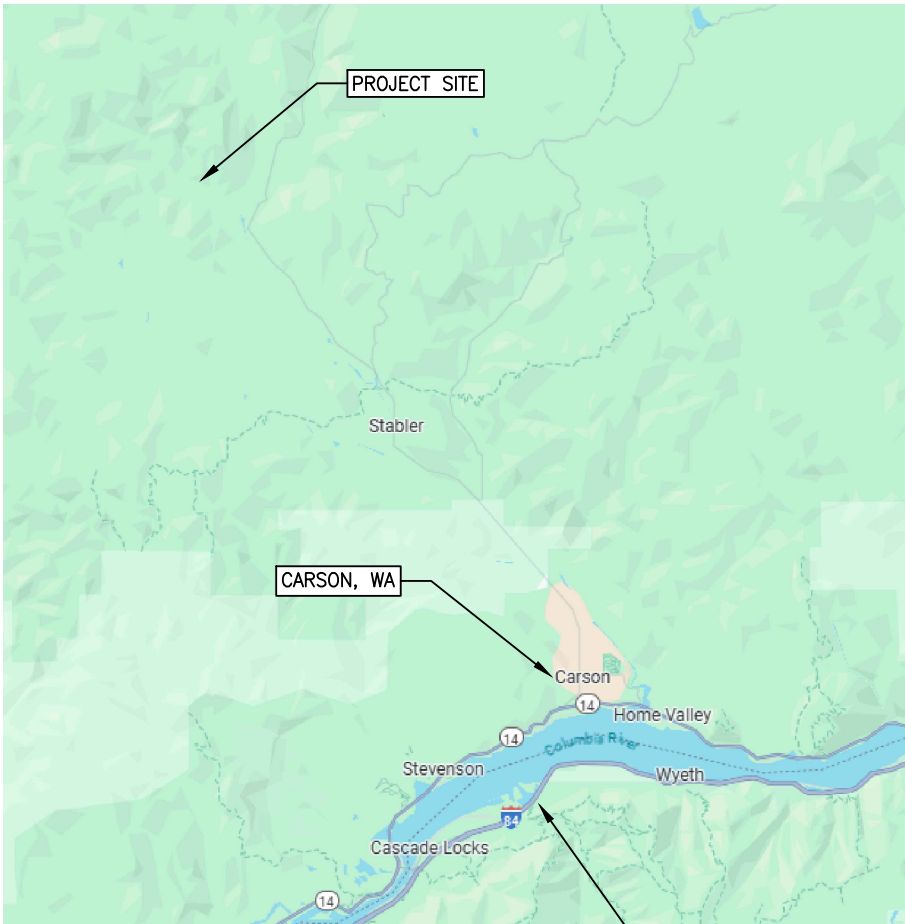 PROJECT SITE
Stabler
CARSON, WA
Carson
14
Home Valley
14
Columbia River
Stevenson
Wyeth
84
Cascade Locks
14